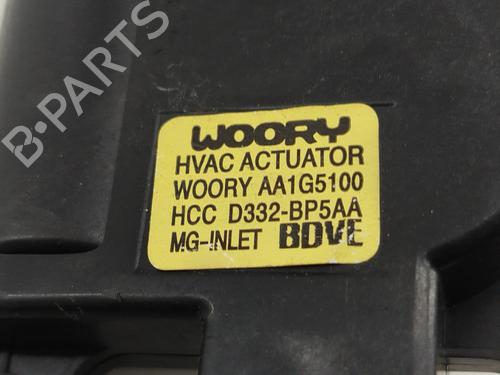 B·PARTS
WOORY
HVAC ACTUATOR
WOORY AA1G5100
HCC D332-BP5AA
MG-INLET BDVE